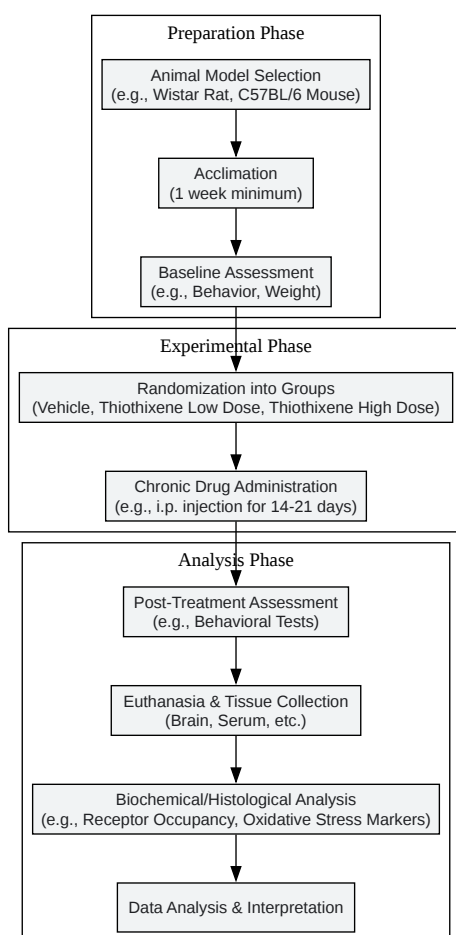 Preparation Phase
Animal Model Selection
(e.g., Wistar Rat, C57BL/6 Mouse)
Acclimation
(1 week minimum)
Baseline Assessment
(e.g., Behavior, Weight)
Experimental Phase
Randomization into Groups
(Vehicle, Thiothixene Low Dose, Thiothixene High Dose)
Chronic Drug Administration
(e.g., i.p. injection for 14-21 days)
Analysis Phase
Post-Treatment Assessment
(e.g., Behavioral Tests)
Euthanasia & Tissue Collection
(Brain, Serum, etc.)
Biochemical/Histological Analysis
(e.g., Receptor Occupancy, Oxidative Stress Markers)
Data Analysis & Interpretation